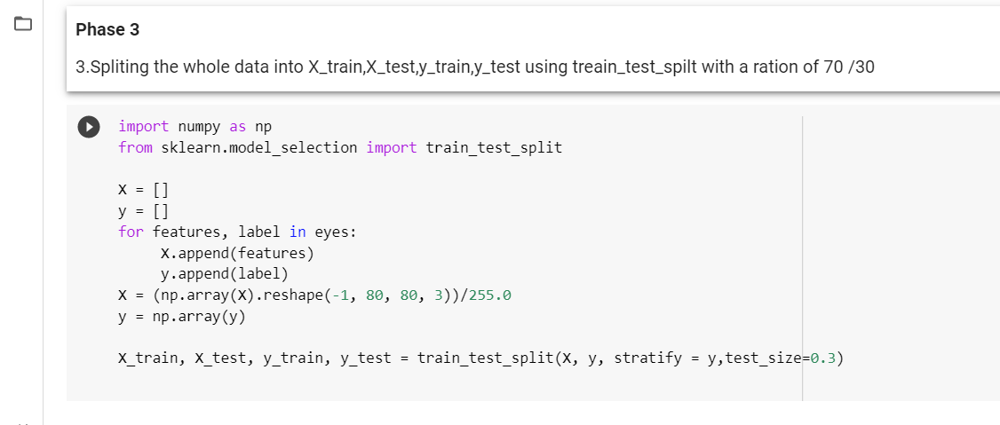 Phase 3
3.Spliting the whole data into X_train,X_test,y_train,y_test using treain_test_spilt with a ration of 70 /30
import numpy as np
from sklearn.model_selection import train_test_split
X = []
y = []
for features, label in eyes:
     X.append(features)
     y.append(label)
X = (np.array(X).reshape(-1, 80, 80, 3))/255.0
y = np.array(y)
X_train, X_test, y_train, y_test = train_test_split(X, y, stratify = y,test_size=0.3)